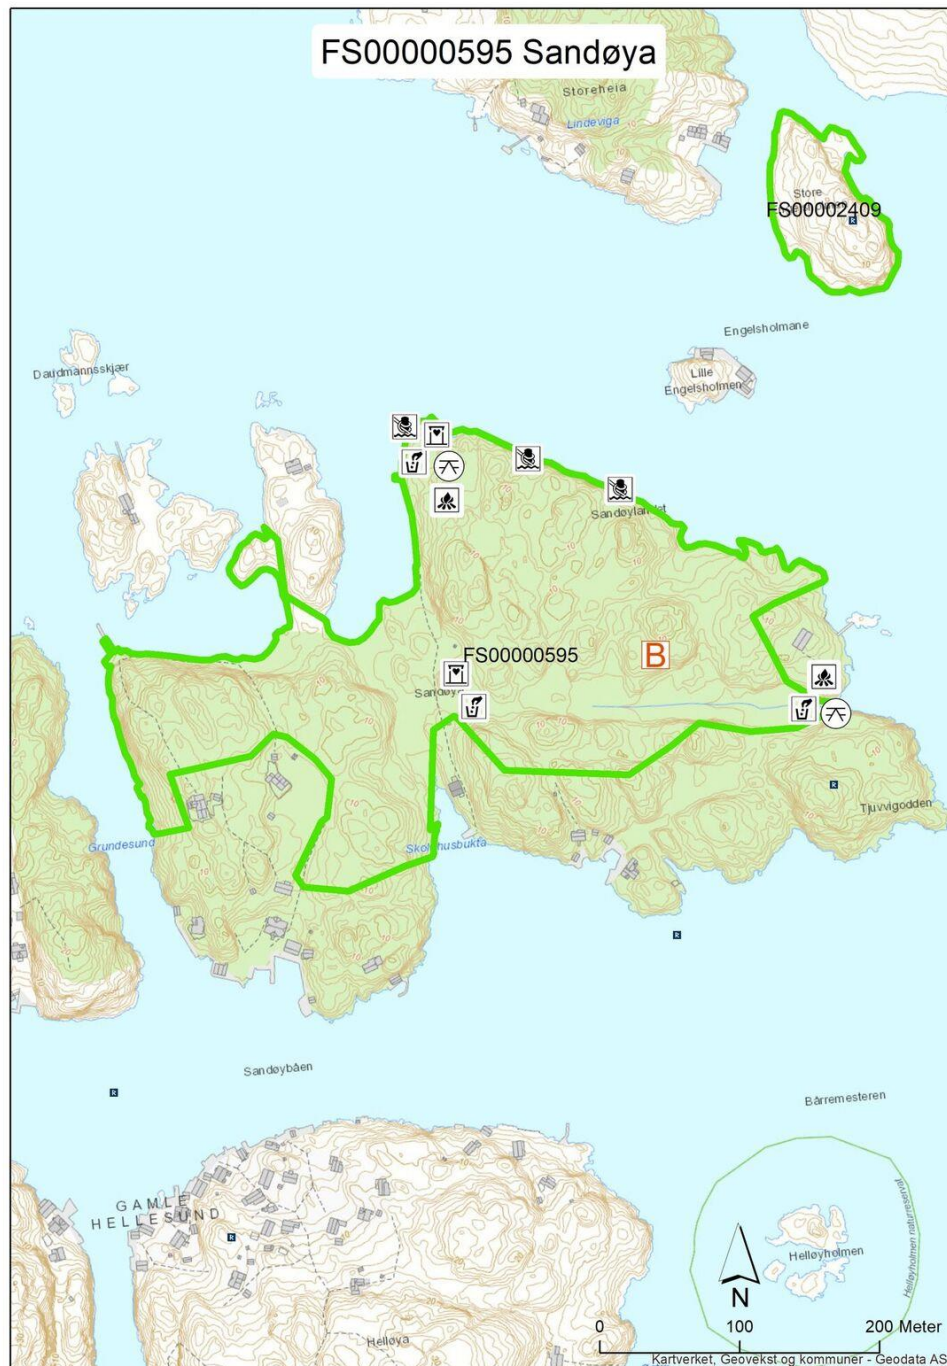 FS00000595 Sandøya
Storeheia
Lindeviga
Store
FS00002409
R
Engelsholmane
Daudmannsskjær
Lille
Engelsholmen
Sandøylandet
10
FS00000595
B
Sandøya
R
Tjuvvigodden
Grundesund
Skolehusbukta
R
Sandøybåen
R
Bårremesteren
GAMLE
HELLESUND
R
Helløyholmen
Helløyholmen naturreservat
N
0 100 200 Meter
Helløya
Kartverket, Geovekst og kommuner - Geodata AS